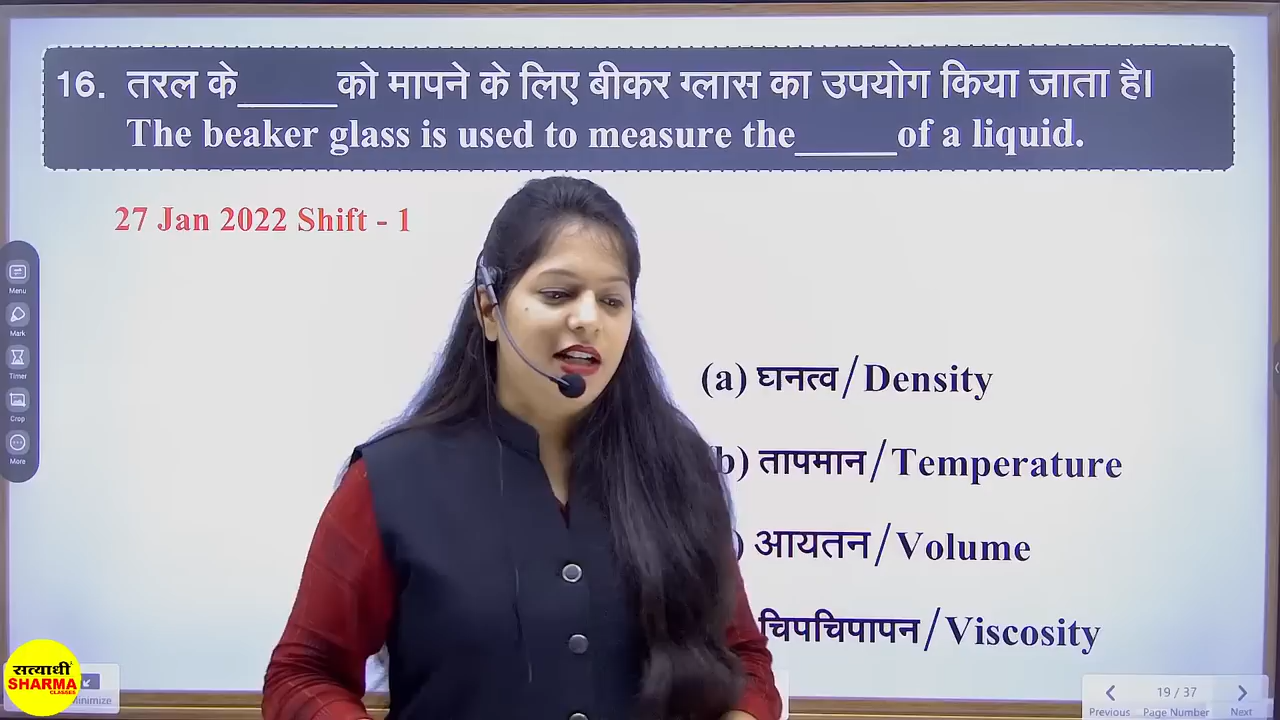 16. तरल के_____को मापने के लिए बीकर ग्लास का उपयोग किया जाता है।
The beaker glass is used to measure the_____of a liquid.
27 Jan 2022 Shift - 1
(a) घनत्व/Density
b) तापमान/Temperature
) आयतन/Volume
चिपचिपापन/Viscosity
Menu
Mark
Timer
Crop
More
सत्यार्थी
SHARMA
CLASSES
Minimize
19 / 37
Previous Page Number Next